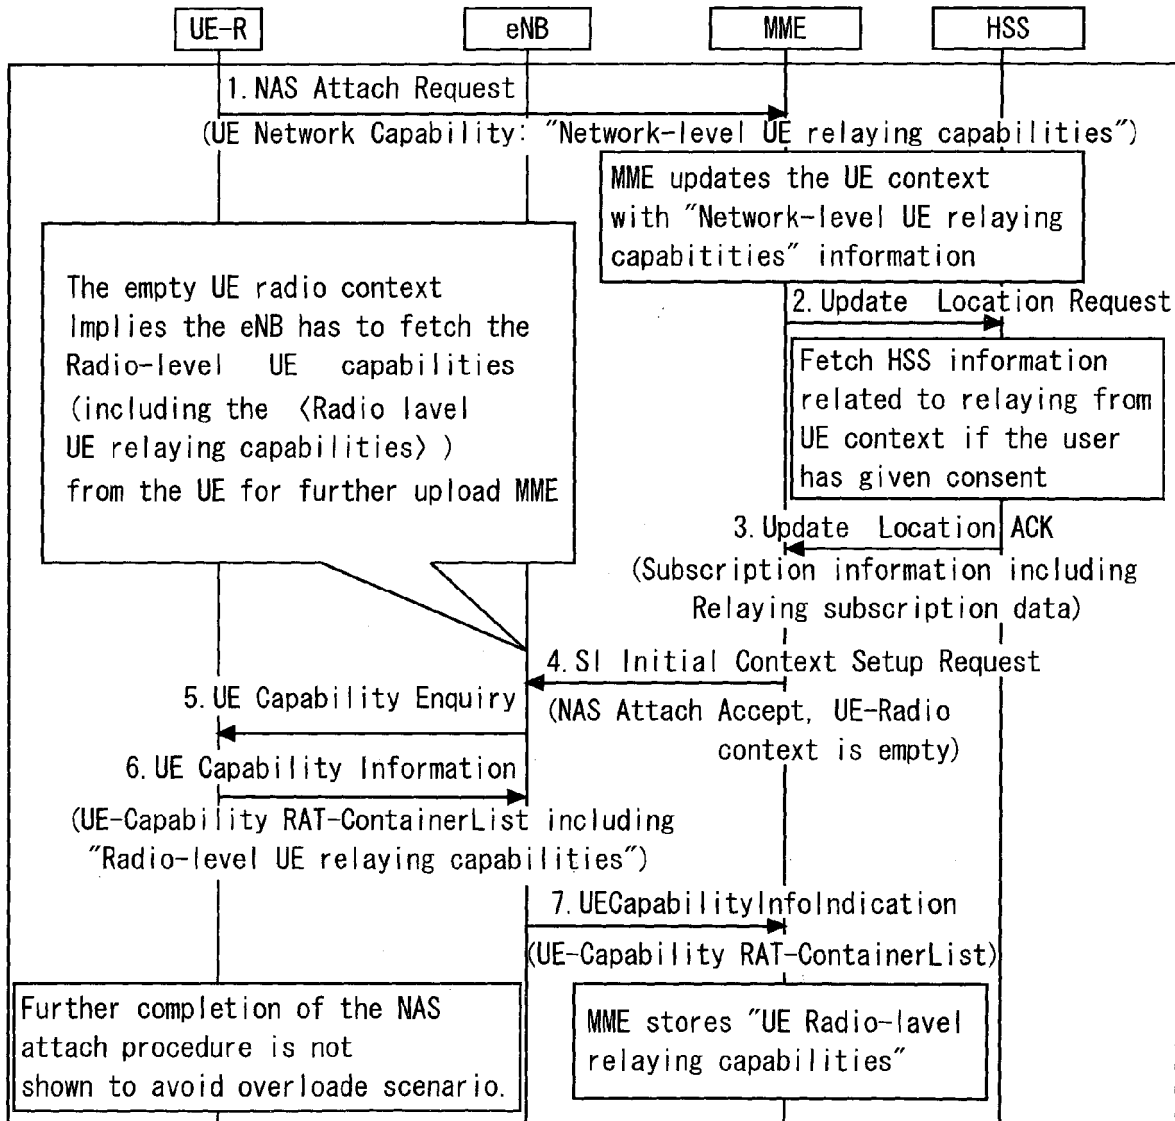 UE-R
eNB
MME
HSS
1. NAS Attach Request
(UE Network Capability: "Network-level UE relaying capabilities")
MME updates the UE context
with "Network-level UE relaying
capabitities" information
The empty UE radio context
Implies the eNB has to fetch the
Radio-level UE capabilities
(including the 〈Radio lavel
UE relaying capabilities〉 )
from the UE for further upload MME
2. Update Location Request
Fetch HSS information
related to relaying from
UE context if the user
has given consent
3. Update Location ACK
(Subscription information including
Relaying subscription data)
4. SI Initial Context Setup Request
(NAS Attach Accept, UE-Radio
context is empty)
5. UE Capability Enquiry
6. UE Capability Information
(UE-Capability RAT-ContainerList including
"Radio-level UE relaying capabilities")
7. UECapabilityInfoIndication
(UE-Capability RAT-ContainerList)
Further completion of the NAS
attach procedure is not
shown to avoid overloade scenario.
MME stores "UE Radio-lavel
relaying capabilities"